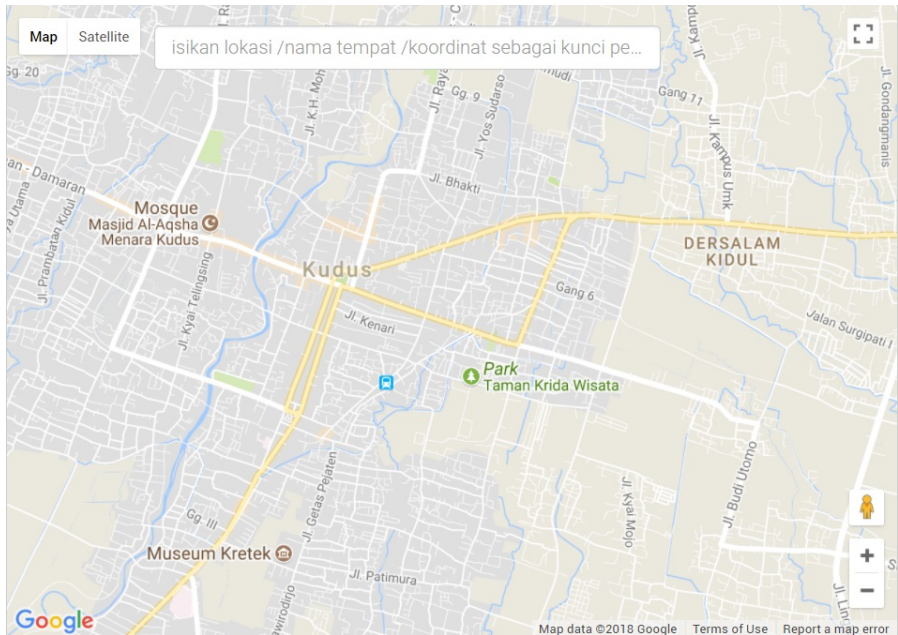 Map Satellite
isikan lokasi /nama tempat /koordinat sebagai kunci pe...
Jl. K.H. Moh
Jl. Raya
Gg. 9
Jl. Yos Sudarso
Gang 11
Jl. Kampus Umk
Jl. Gondangmanis
Gg. 20
an - Damaran
Jl. Bhakti
Mosque
Masjid Al-Aqsha
Menara Kudus
ya Utama
Jl. Prambatan Kidul
Jl. Kyai Telingsing
Kudus
DERSALAM
KIDUL
Gang 6
Jl. Kenari
Jalan Surgipati I
Park
Taman Krida Wisata
Jl. Budi Utomo
Jl. Kyai Mojo
Jl. Getas Pejaten
Gg. III
Museum Kretek
Jl. Patimura
awirodirjo
Google
Map data ©2018 Google Terms of Use Report a map error